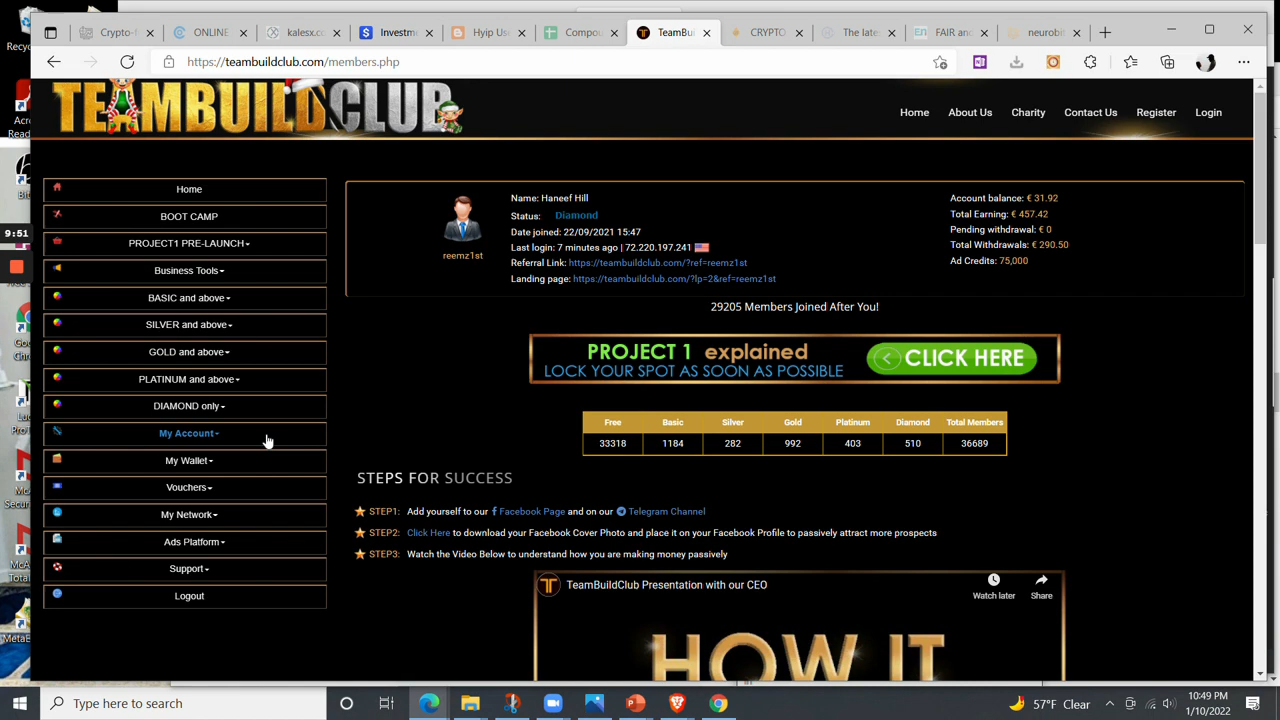 Crypto-f
ONLINE
kalesx.co
Investme
Hyip Use
Compou
TeamBui
CRYPTO
The lates
FAIR and
neurobit
https://teambuildclub.com/members.php
TEAMBUILDCLUB
Home About Us Charity Contact Us Register Login
Home
BOOT CAMP
PROJECT1 PRE-LAUNCH
Business Tools
BASIC and above
SILVER and above
GOLD and above
PLATINUM and above
DIAMOND only
My Account
My Wallet
Vouchers
My Network
Ads Platform
Support
Logout
reemz1st
Name: Haneef Hill
Status: Diamond
Date joined: 22/09/2021 15:47
Last login: 7 minutes ago | 72.220.197.241
Referral Link: https://teambuildclub.com/?ref=reemz1st
Landing page: https://teambuildclub.com/?lp=2&ref=reemz1st
Account balance: € 31.92
Total Earning: € 457.42
Pending withdrawal: € 0
Total Withdrawals: € 290.50
Ad Credits: 75,000
29205 Members Joined After You!
PROJECT 1 explained
LOCK YOUR SPOT AS SOON AS POSSIBLE
CLICK HERE
Free Basic Silver Gold Platinum Diamond Total Members
33318 1184 282 992 403 510 36689
STEPS FOR SUCCESS
STEP1: Add yourself to our Facebook Page and on our Telegram Channel
STEP2: Click Here to download your Facebook Cover Photo and place it on your Facebook Profile to passively attract more prospects
STEP3: Watch the Video Below to understand how you are making money passively
TeamBuildClub Presentation with our CEO
Watch later
Share
HOW IT
9:51
Type here to search
57°F Clear
10:49 PM
1/10/2022